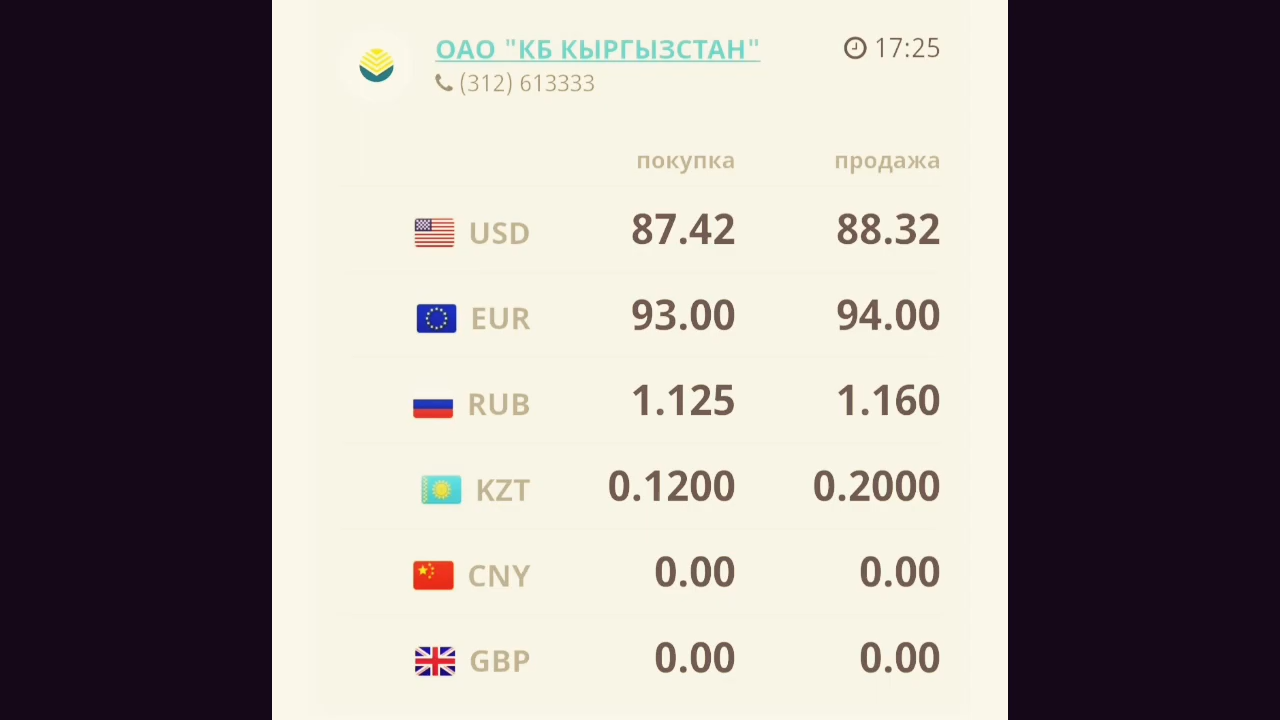 ОАО "КБ КЫРГЫЗСТАН" 17:25
(312) 613333
покупка продажа
USD 87.42 88.32
EUR 93.00 94.00
RUB 1.125 1.160
KZT 0.1200 0.2000
CNY 0.00 0.00
GBP 0.00 0.00